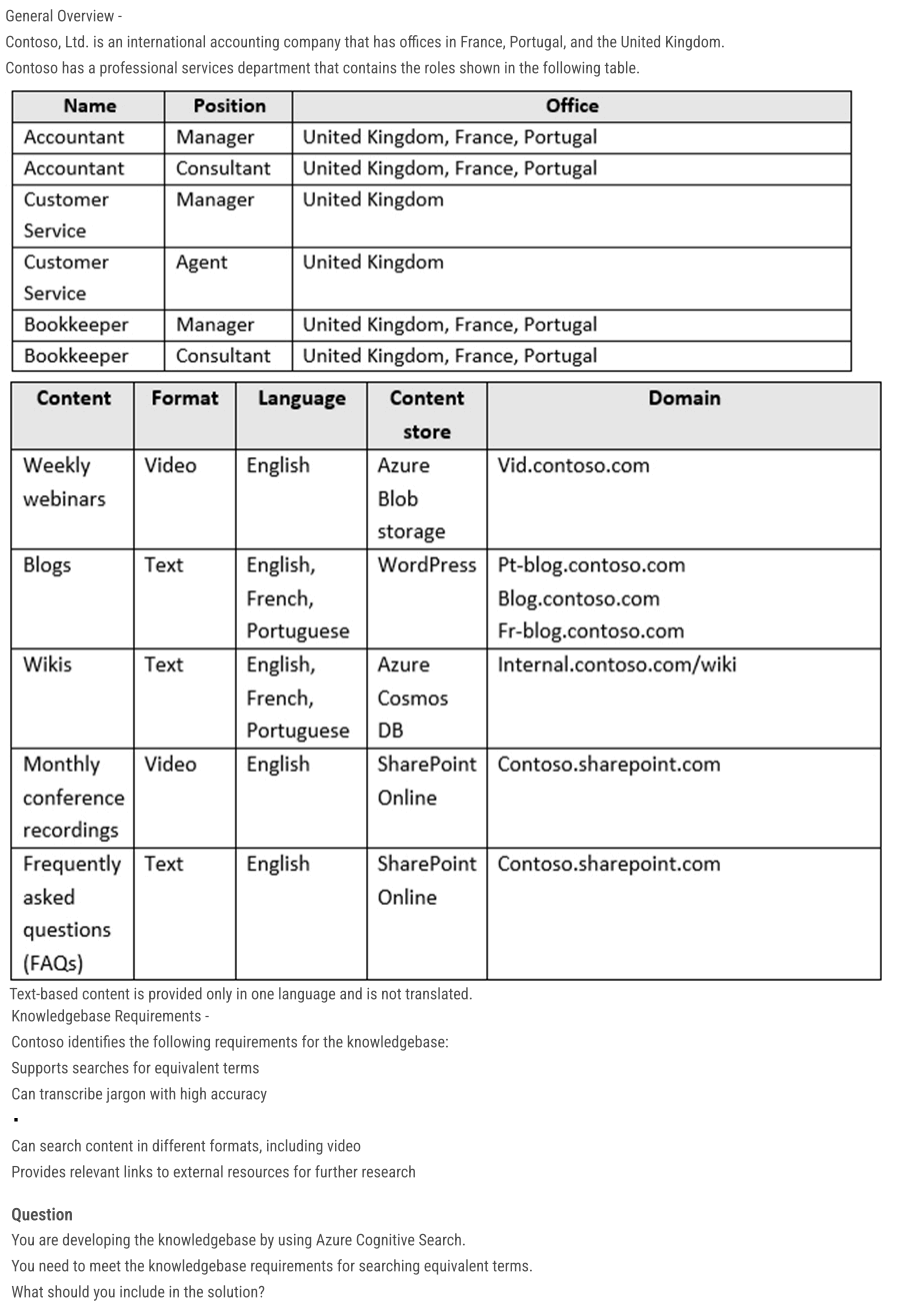 General Overview -
Contoso, Ltd. is an international accounting company that has offices in France, Portugal, and the United Kingdom.
Contoso has a professional services department that contains the roles shown in the following table.
Name Position Office
Accountant Manager United Kingdom, France, Portugal
Accountant Consultant United Kingdom, France, Portugal
Customer Manager United Kingdom
Service
Customer Agent United Kingdom
Service
Bookkeeper Manager United Kingdom, France, Portugal
Bookkeeper Consultant United Kingdom, France, Portugal
Content Format Language Content Domain
store
Weekly Video English Azure Vid.contoso.com
webinars Blob
storage
Blogs Text English, WordPress Pt-blog.contoso.com
French, Blog.contoso.com
Portuguese Fr-blog.contoso.com
Wikis Text English, Azure Internal.contoso.com/wiki
French, Cosmos
Portuguese DB
Monthly Video English SharePoint Contoso.sharepoint.com
conference Online
recordings
Frequently Text English SharePoint Contoso.sharepoint.com
asked Online
questions
(FAQs)
Text-based content is provided only in one language and is not translated.
Knowledgebase Requirements -
Contoso identifies the following requirements for the knowledgebase:
Supports searches for equivalent terms
Can transcribe jargon with high accuracy
▪
Can search content in different formats, including video
Provides relevant links to external resources for further research
Question
You are developing the knowledgebase by using Azure Cognitive Search.
You need to meet the knowledgebase requirements for searching equivalent terms.
What should you include in the solution?